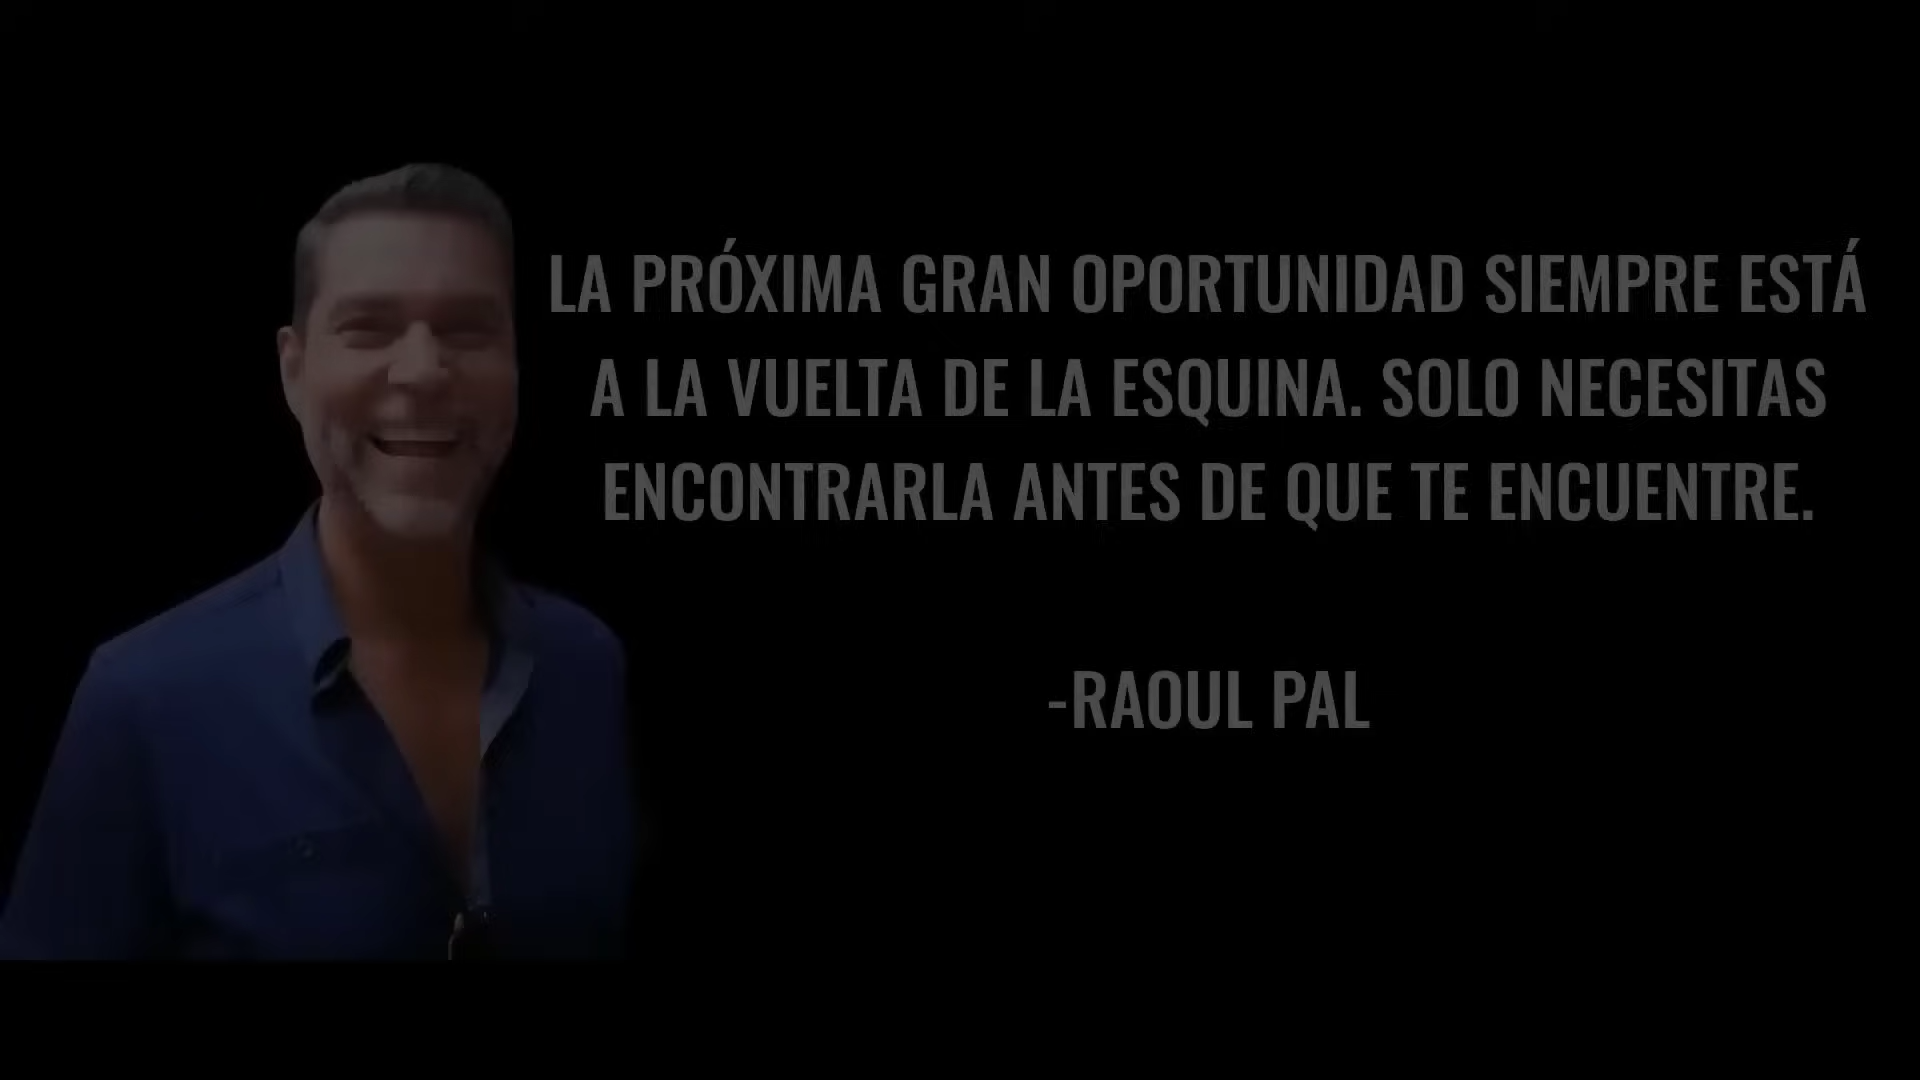 LA PRÓXIMA GRAN OPORTUNIDAD SIEMPRE ESTÁ
A LA VUELTA DE LA ESQUINA. SOLO NECESITAS
ENCONTRARLA ANTES DE QUE TE ENCUENTRE.
-RAOUL PAL